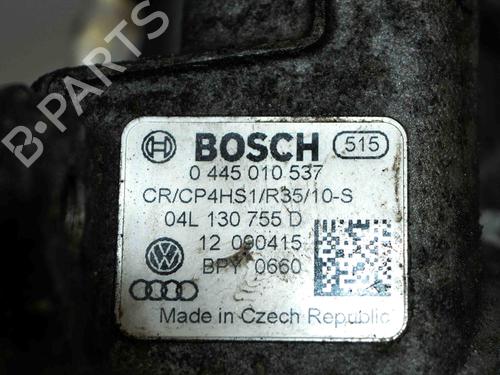 B-PARTS
BOSCH 515
0 445 010 537
CR/CP4HS1/R35/10-S
04L 130 755 D
12 090415
BPY 0660
Made in Czech Republic